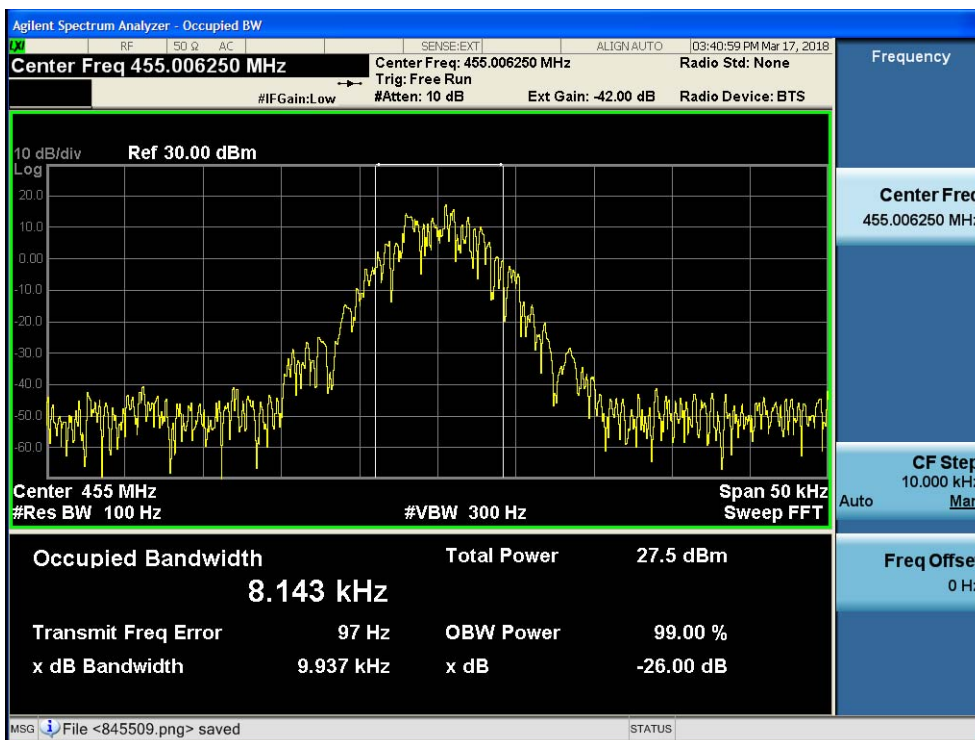 Agilent Spectrum Analyzer - Occupied BW
LXI RF 50 Ω AC SENSE:EXT ALIGN AUTO 03:40:59 PM Mar 17, 2018
Center Freq 455.006250 MHz
Center Freq: 455.006250 MHz
Radio Std: None
Trig: Free Run
#IFGain:Low
#Atten: 10 dB
Ext Gain: -42.00 dB
Radio Device: BTS
10 dB/div
Ref 30.00 dBm
Log
20.0
10.0
0.00
-10.0
-20.0
-30.0
-40.0
-50.0
-60.0
Center 455 MHz
Span 50 kHz
#Res BW 100 Hz
#VBW 300 Hz
Sweep FFT
Occupied Bandwidth
8.143 kHz
Total Power 27.5 dBm
Transmit Freq Error 97 Hz
OBW Power 99.00 %
x dB Bandwidth 9.937 kHz
x dB -26.00 dB
MSG File <845509.png> saved
STATUS
Frequency
Center Freq
455.006250 MHz
CF Step
10.000 kHz
Auto Man
Freq Offse
0 Hz